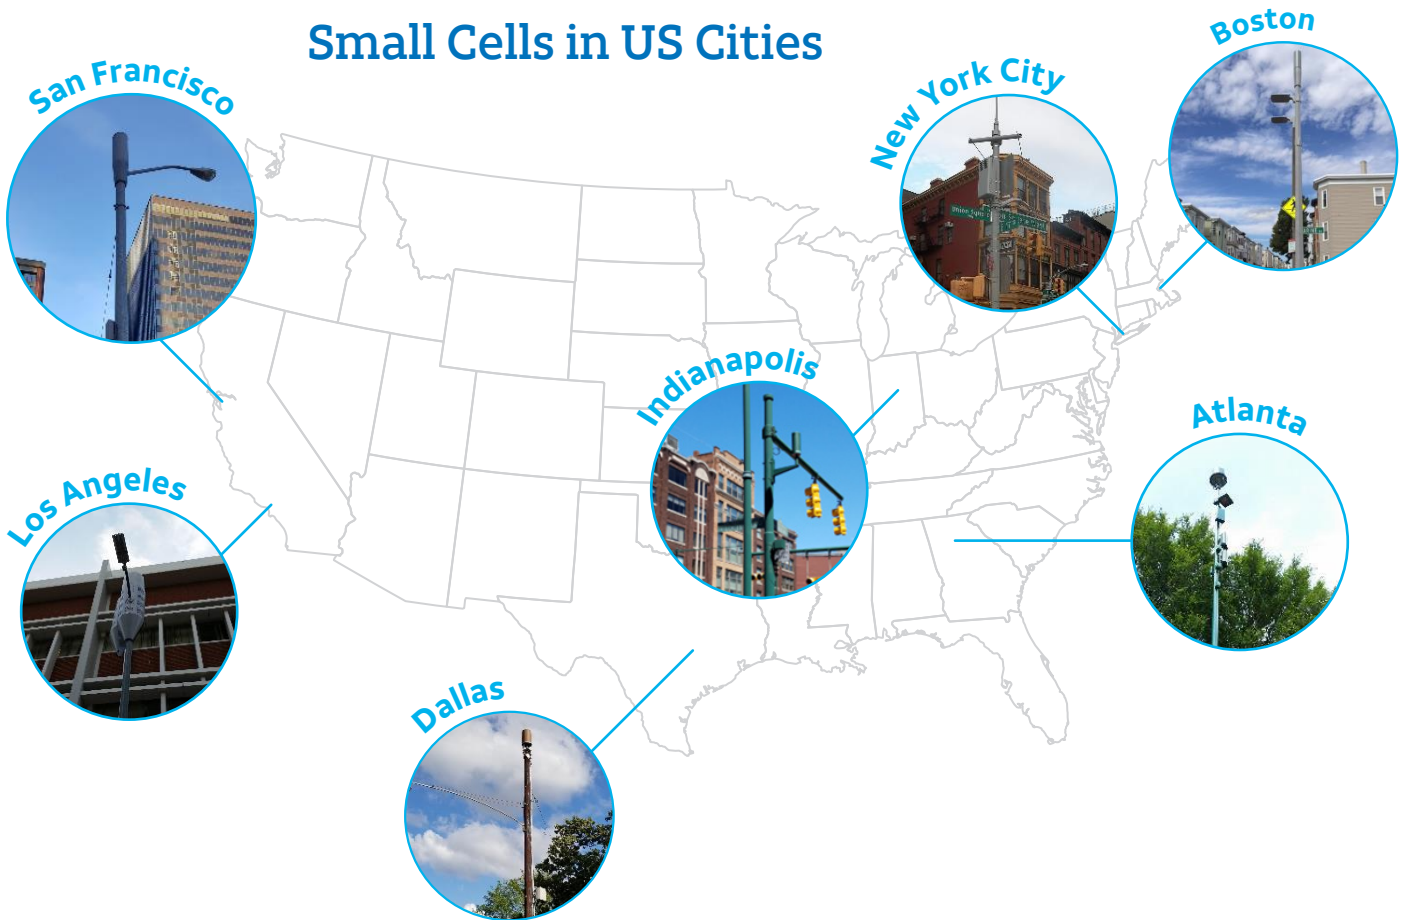 Small Cells in US Cities
San Francisco
New York City
Boston
Indianapolis
Atlanta
Los Angeles
Dallas